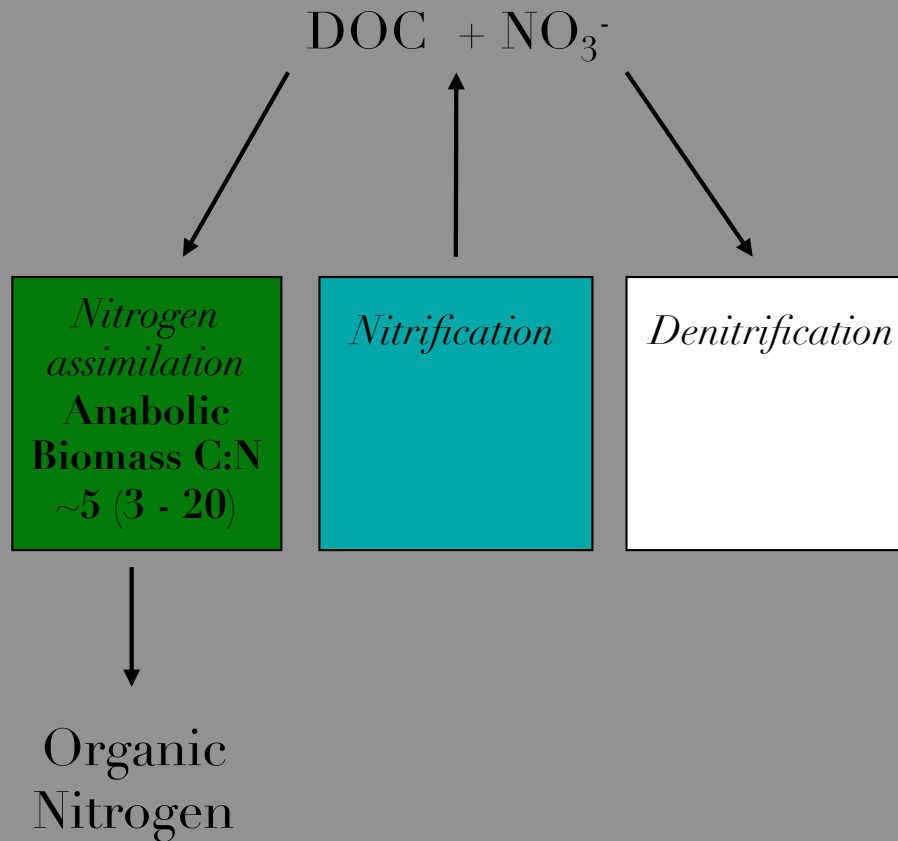 DOC + NO₃⁻
Nitrogen
assimilation
Anabolic
Biomass C:N
~5 (3 - 20)
Nitrification
Denitrification
Organic
Nitrogen